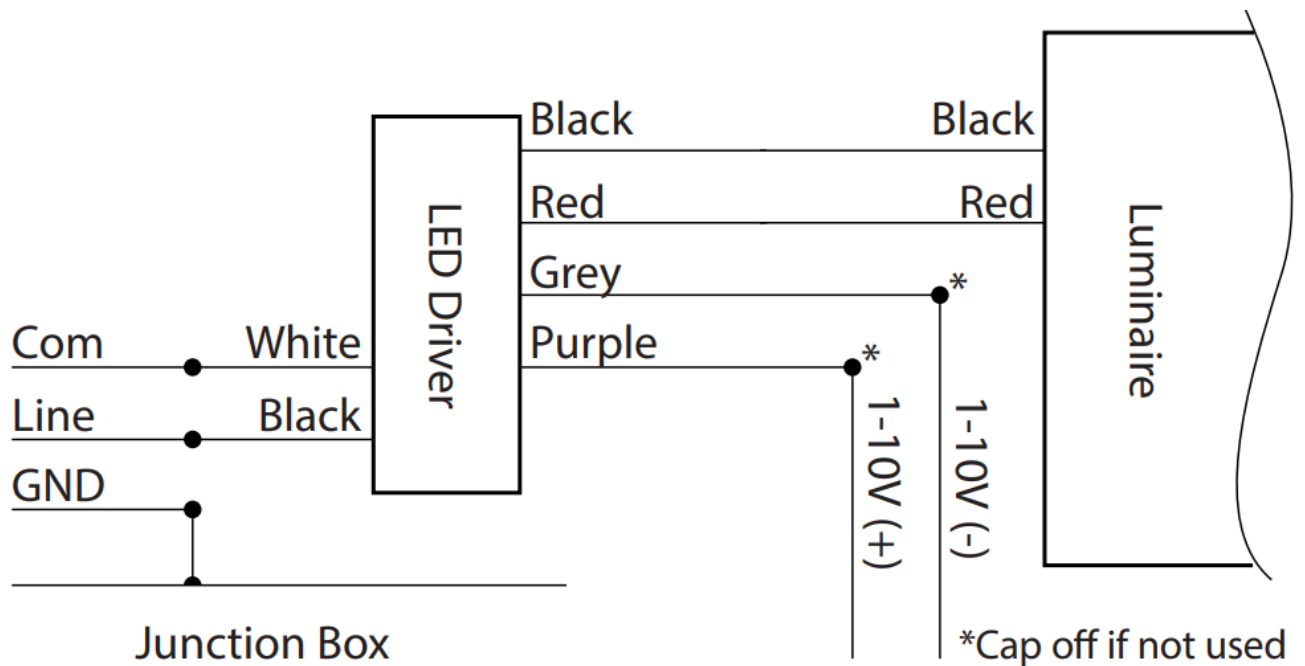 Black
Black
Red
Red
Grey
*
Purple
*
LED Driver
Luminaire
Com
White
Line
Black
GND
1-10V (+)
1-10V (-)
Junction Box
*Cap off if not used